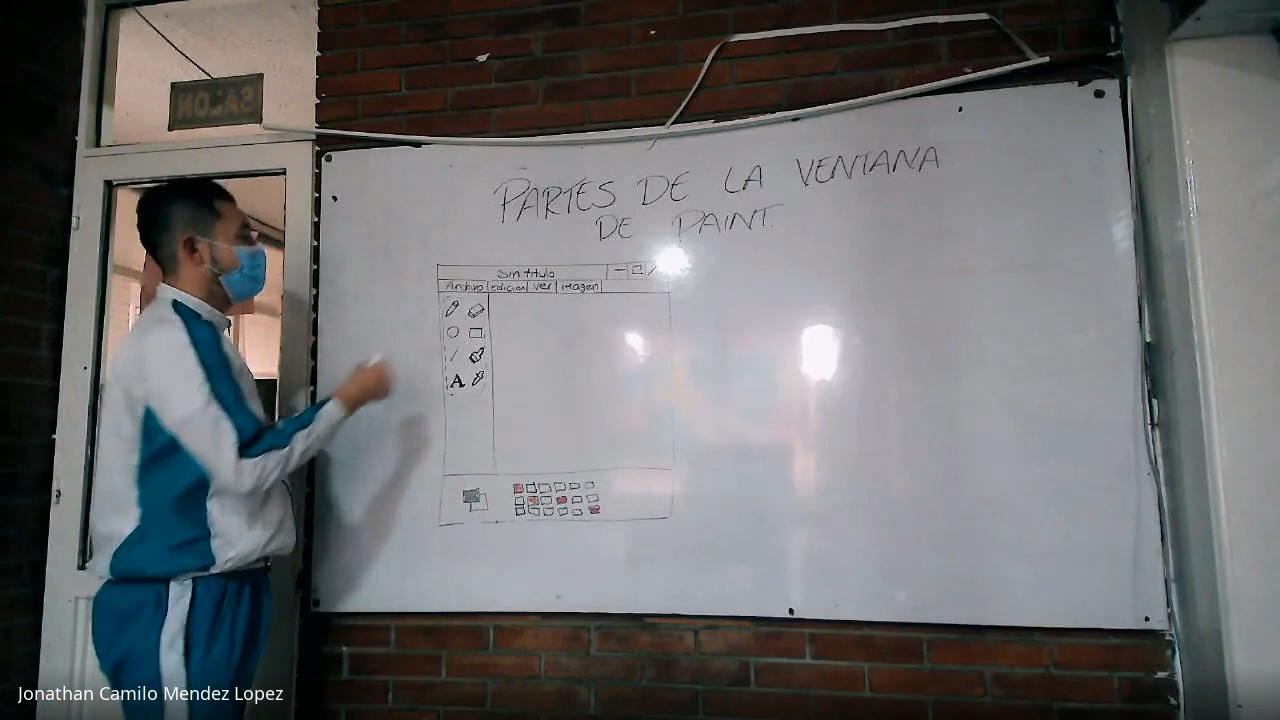 SALON
PARTES DE LA VENTANA
DE PAINT.
Sin titulo
Archivo edicion ver imagen
A
Jonathan Camilo Mendez Lopez